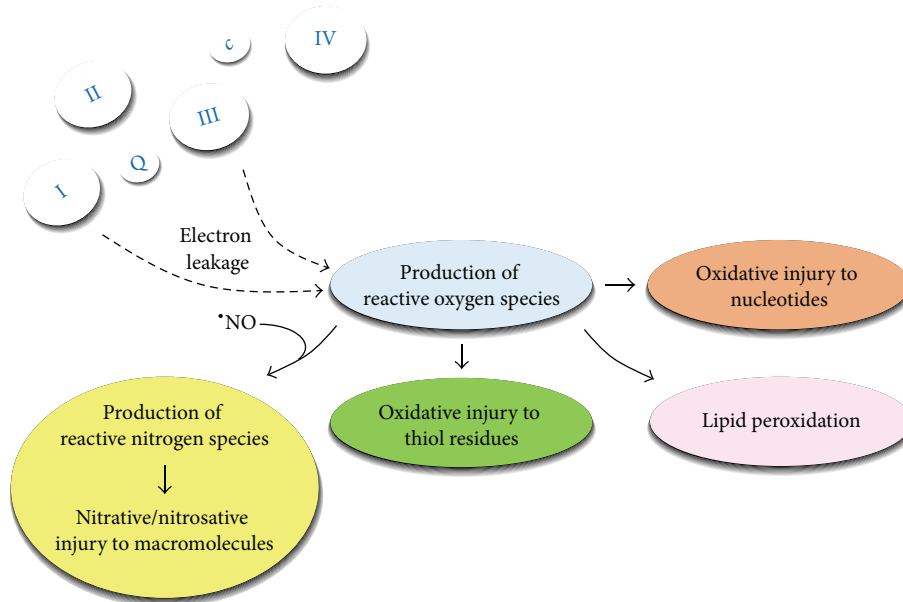 IV
c
II
III
Q
I
Electron
leakage
Production of
reactive oxygen species
Oxidative injury to
nucleotides
•NO
Production of
reactive nitrogen species
Nitrative/nitrosative
injury to macromolecules
Oxidative injury to
thiol residues
Lipid peroxidation